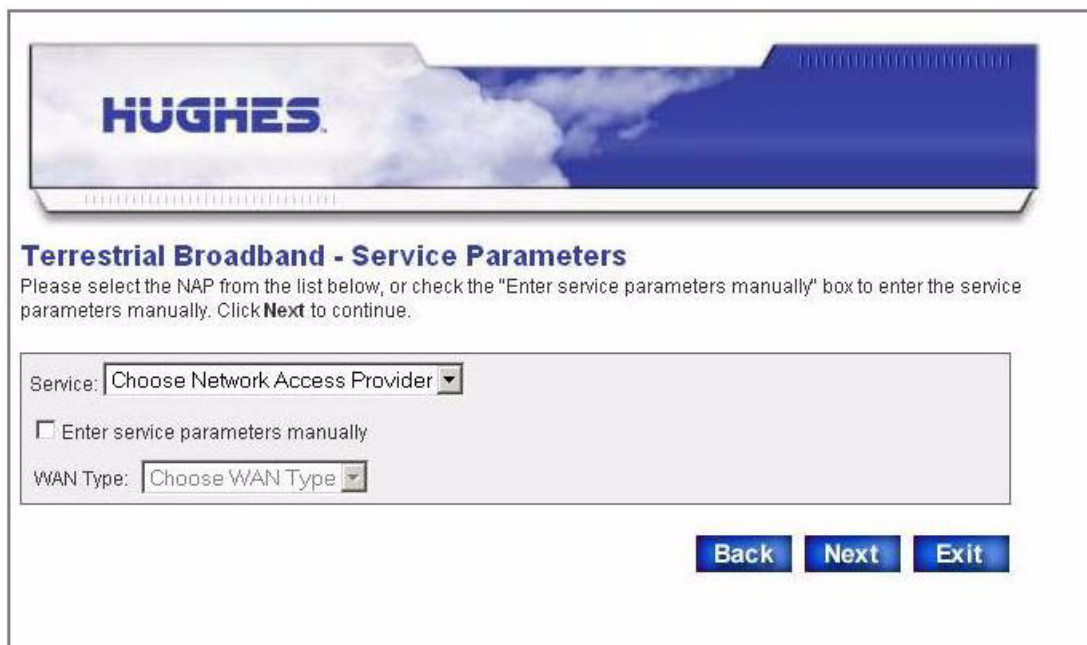 HUGHES
Terrestrial Broadband - Service Parameters
Please select the NAP from the list below, or check the "Enter service parameters manually" box to enter the service
parameters manually. Click Next to continue.
Service: Choose Network Access Provider
Enter service parameters manually
WAN Type: Choose WAN Type
Back Next Exit